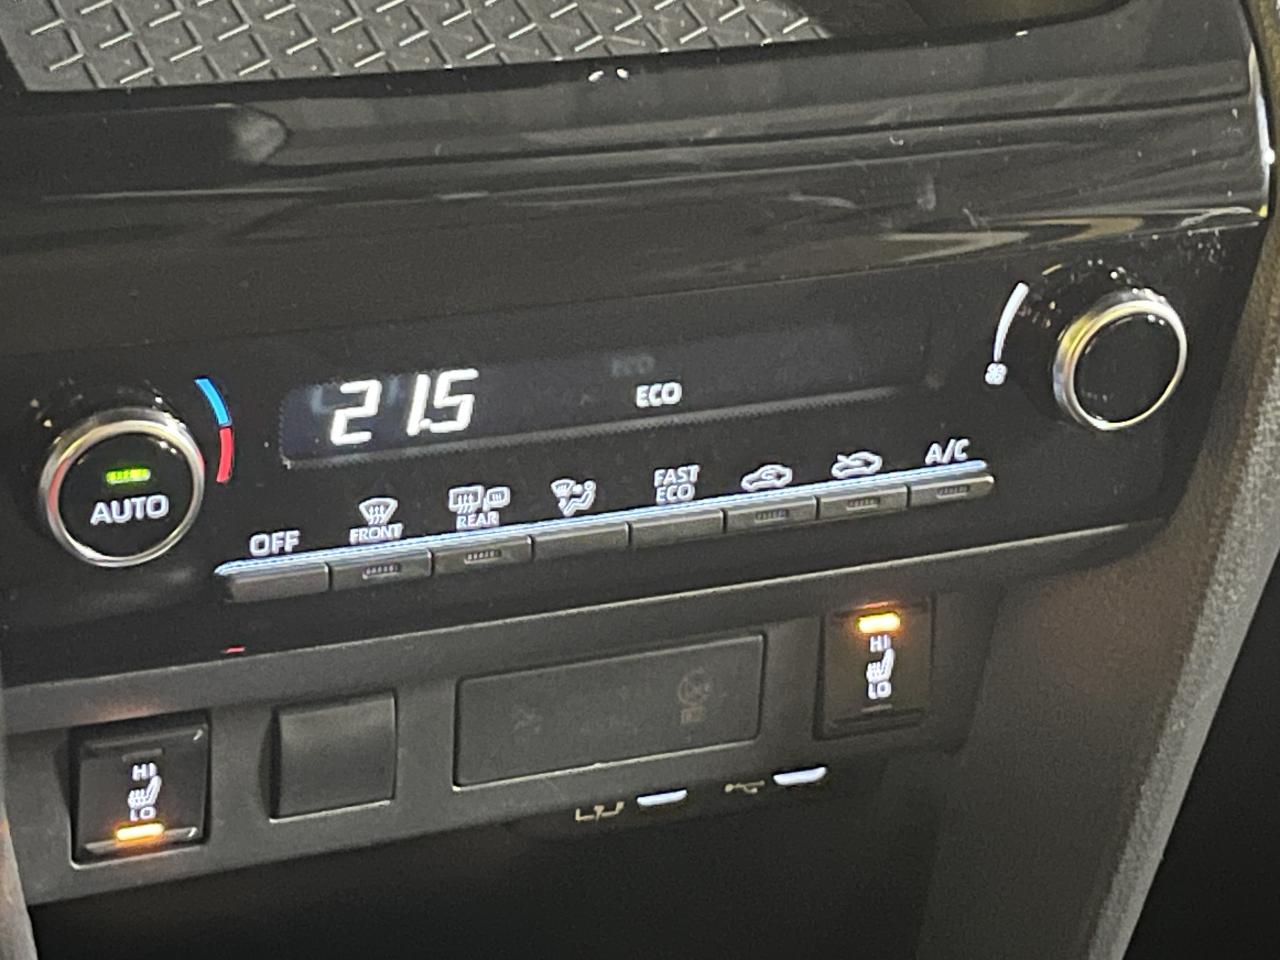 21.5
ECO
AUTO
OFF
FRONT
REAR
FAST
ECO
A/C
HI
LO
HI
LO